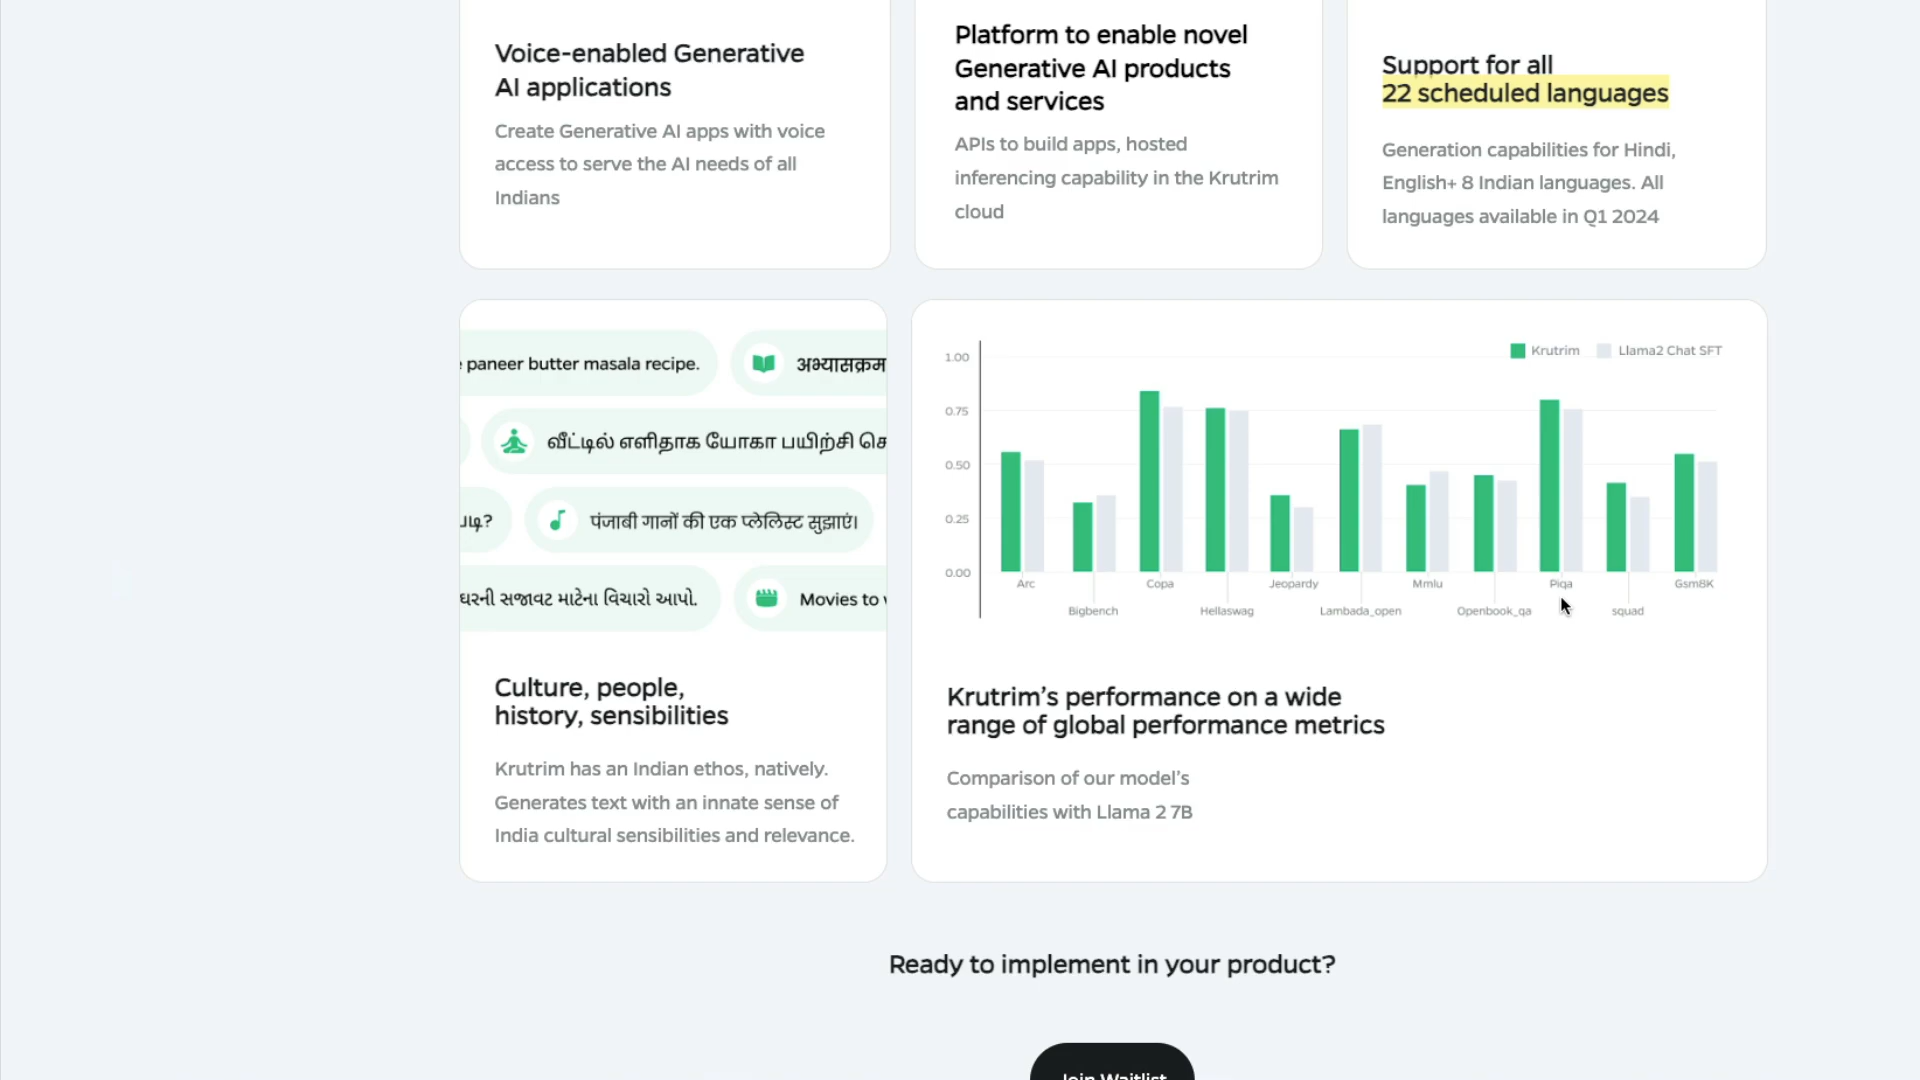 Voice-enabled Generative
AI applications
Create Generative AI apps with voice
access to serve the AI needs of all
Indians
Platform to enable novel
Generative AI products
and services
APIs to build apps, hosted
inferencing capability in the Krutrim
cloud
Support for all
22 scheduled languages
Generation capabilities for Hindi,
English+ 8 Indian languages. All
languages available in Q1 2024
paneer butter masala recipe.
अभ्यासक्रम
வீட்டில் எளிதாக யோகா பயிற்சி
पंजाबी गानों की एक प्लेलिस्ट सुझाएं।
ઘરની સજાવટ માટેના વિચારો આપો.
Movies to
Culture, people,
history, sensibilities
Krutrim has an Indian ethos, natively.
Generates text with an innate sense of
India cultural sensibilities and relevance.
Krutrim
Llama2 Chat SFT
1.00
0.75
0.50
0.25
0.00
Arc
Bigbench
Copa
Hellaswag
Jeopardy
Lambada_open
Mmlu
Openbook_qa
Piqa
squad
Gsm8K
Krutrim's performance on a wide
range of global performance metrics
Comparison of our model's
capabilities with Llama 2 7B
Ready to implement in your product?
Join Waitlist